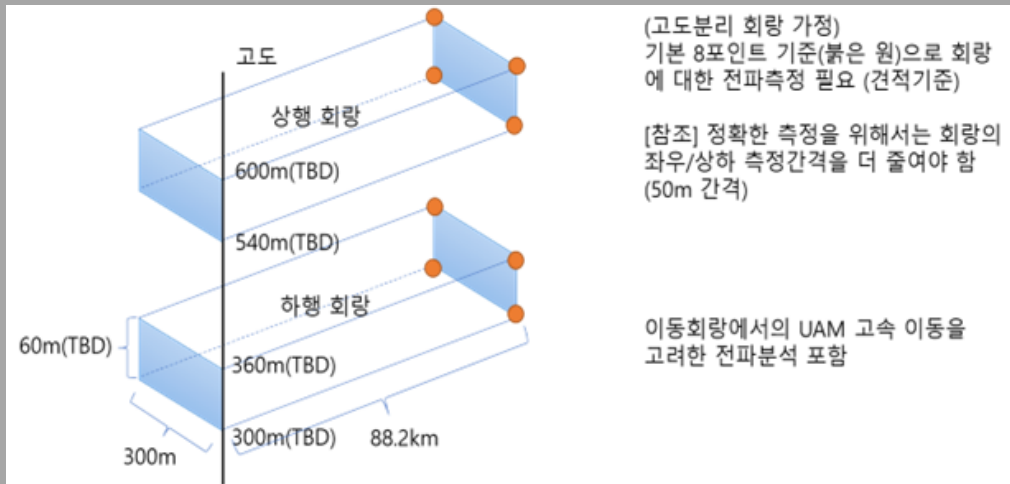 고도
상행 회랑
600m(TBD)
540m(TBD)
하행 회랑
60m(TBD)
360m(TBD)
300m(TBD)
88.2km
300m
(고도분리 회랑 가정)
기본 8포인트 기준(붉은 원)으로 회랑
에 대한 전파측정 필요 (견적기준)
[참조] 정확한 측정을 위해서는 회랑의
좌우/상하 측정간격을 더 줄여야 함
(50m 간격)
이동회랑에서의 UAM 고속 이동을
고려한 전파분석 포함